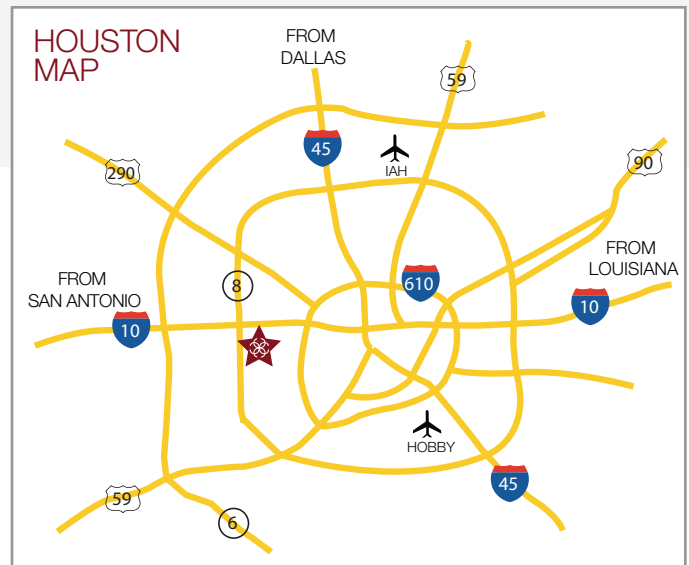 HOUSTON
MAP
FROM
DALLAS
59
45
IAH
290
90
FROM
LOUISIANA
FROM
SAN ANTONIO
8
610
10
10
HOBBY
45
59
6